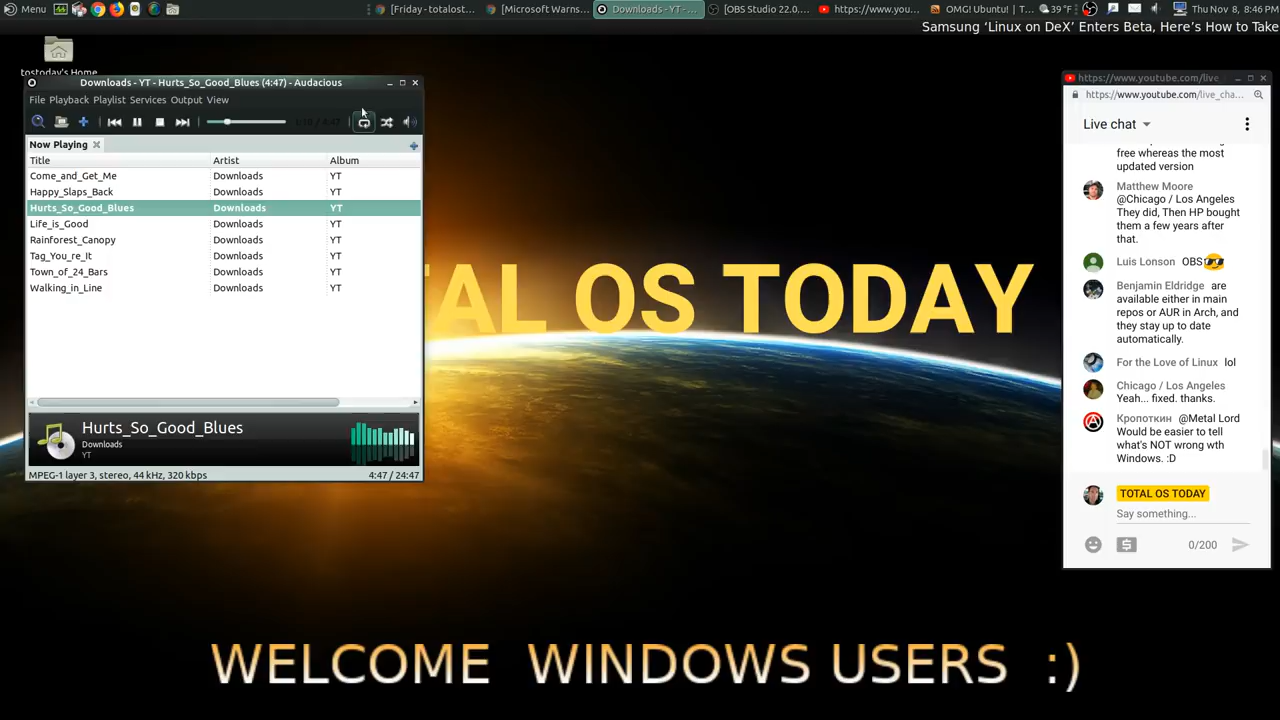 Menu
[Friday - totalost...
[Microsoft Warns...
Downloads - YT - ...
[OBS Studio 22.0....
https://www.you...
OMG! Ubuntu! | T...
39 °F
Thu Nov 8, 8:46 PM
Samsung ‘Linux on DeX’ Enters Beta, Here’s How to Take
tostoday's Home
Downloads - YT - Hurts_So_Good_Blues (4:47) - Audacious
File Playback Playlist Services Output View
Now Playing
Title Artist Album
Come_and_Get_Me Downloads YT
Happy_Slaps_Back Downloads YT
Hurts_So_Good_Blues Downloads YT
Life_is_Good Downloads YT
Rainforest_Canopy Downloads YT
Tag_You_re_It Downloads YT
Town_of_24_Bars Downloads YT
Walking_in_Line Downloads YT
Hurts_So_Good_Blues
Downloads
YT
MPEG-1 layer 3, stereo, 44 kHz, 320 kbps 4:47 / 24:47
TAL OS TODAY
WELCOME WINDOWS USERS :)
https://www.youtube.com/live
https://www.youtube.com/live_cha...
Live chat
free whereas the most
updated version
Matthew Moore
@Chicago / Los Angeles
They did, Then HP bought
them a few years after
that.
Luis Lonson OBS
Benjamin Eldridge are
available either in main
repos or AUR in Arch, and
they stay up to date
automatically.
For the Love of Linux lol
Chicago / Los Angeles
Yeah... fixed. thanks.
Кропоткин @Metal Lord
Would be easier to tell
what's NOT wrong wth
Windows. :D
TOTAL OS TODAY
Say something...
0/200